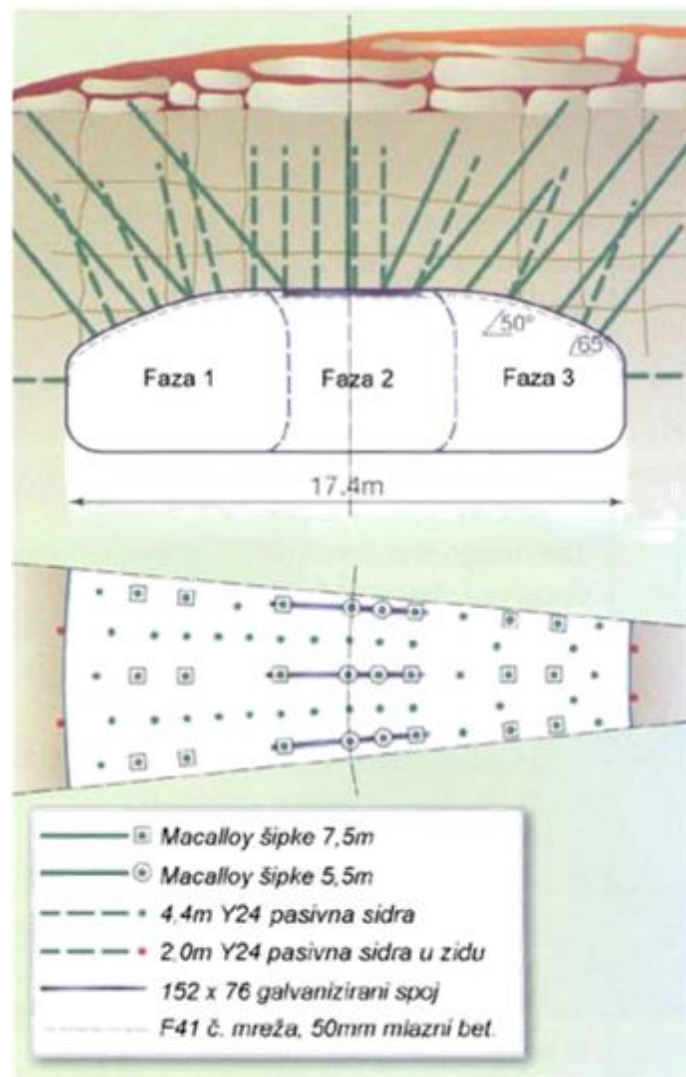 50°
65°
Faza 1
Faza 2
Faza 3
17.4m
Macalloy šipke 7,5m
Macalloy šipke 5,5m
4,4m Y24 pasivna sidra
2,0m Y24 pasivna sidra u zidu
152 x 76 galvanizirani spoj
F41 č. mreža, 50mm mlazni bet.